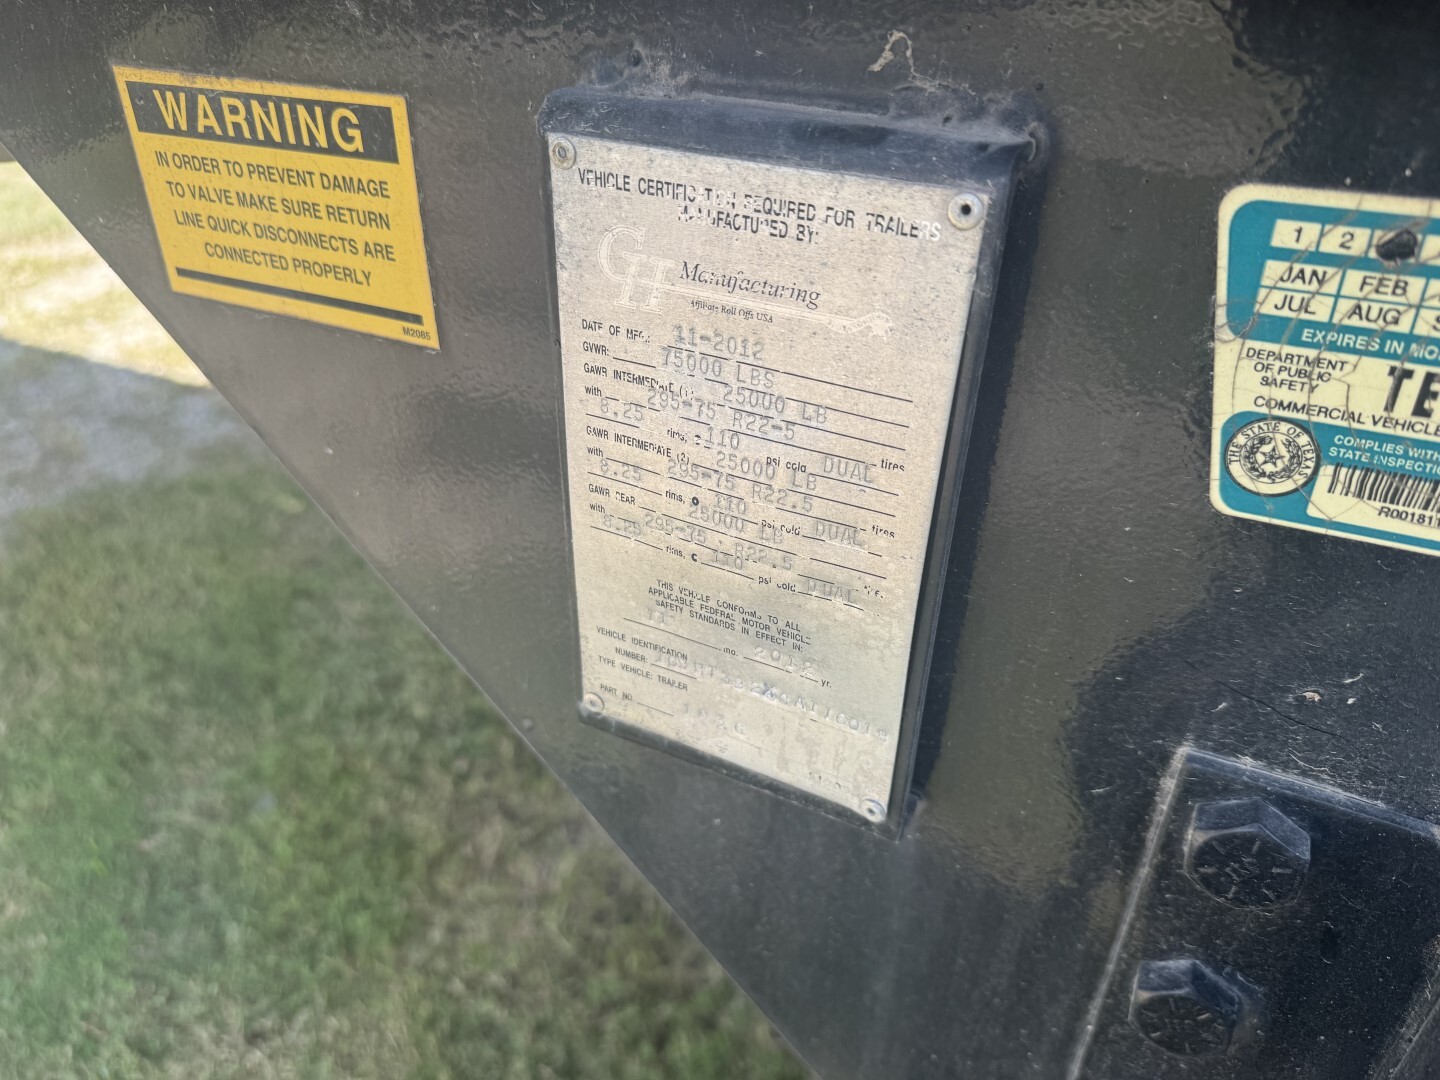 WARNING
IN ORDER TO PREVENT DAMAGE
TO VALVE MAKE SURE RETURN
LINE QUICK DISCONNECTS ARE
CONNECTED PROPERLY
M2085
VEHICLE CERTIFICATION REQUIRED FOR TRAILERS
MANUFACTURED BY:
CH Manufacturing
Affiliate Roll Offs USA
DATE OF MFG.: 11-2012
GVWR: 75000 LBS
GAWR INTERMEDIATE (1) 25000 LB
with 295-75 R22-5 tires
8.25 rims, 110 psi cold DUAL
GAWR INTERMEDIATE (2) 25000 LB
with 295-75 R22.5 tires
8.25 rims, 110 psi cold DUAL
GAWR REAR 25000 LB
with 295-75 R22.5
8.25 rims, 110 psi cold DUAL
THIS VEHICLE CONFORMS TO ALL
APPLICABLE FEDERAL MOTOR VEHICLE
SAFETY STANDARDS IN EFFECT IN:
11 mo. 2012 yr.
VEHICLE IDENTIFICATION
NUMBER:
TYPE VEHICLE: TRAILER
PART NO.
1 2
JAN FEB
JUL AUG
EXPIRES IN
DEPARTMENT
OF PUBLIC
SAFETY
TE
COMMERCIAL VEHICLE
COMPLIES WITH
STATE INSPECTIO
THE STATE OF TEXAS
R00181